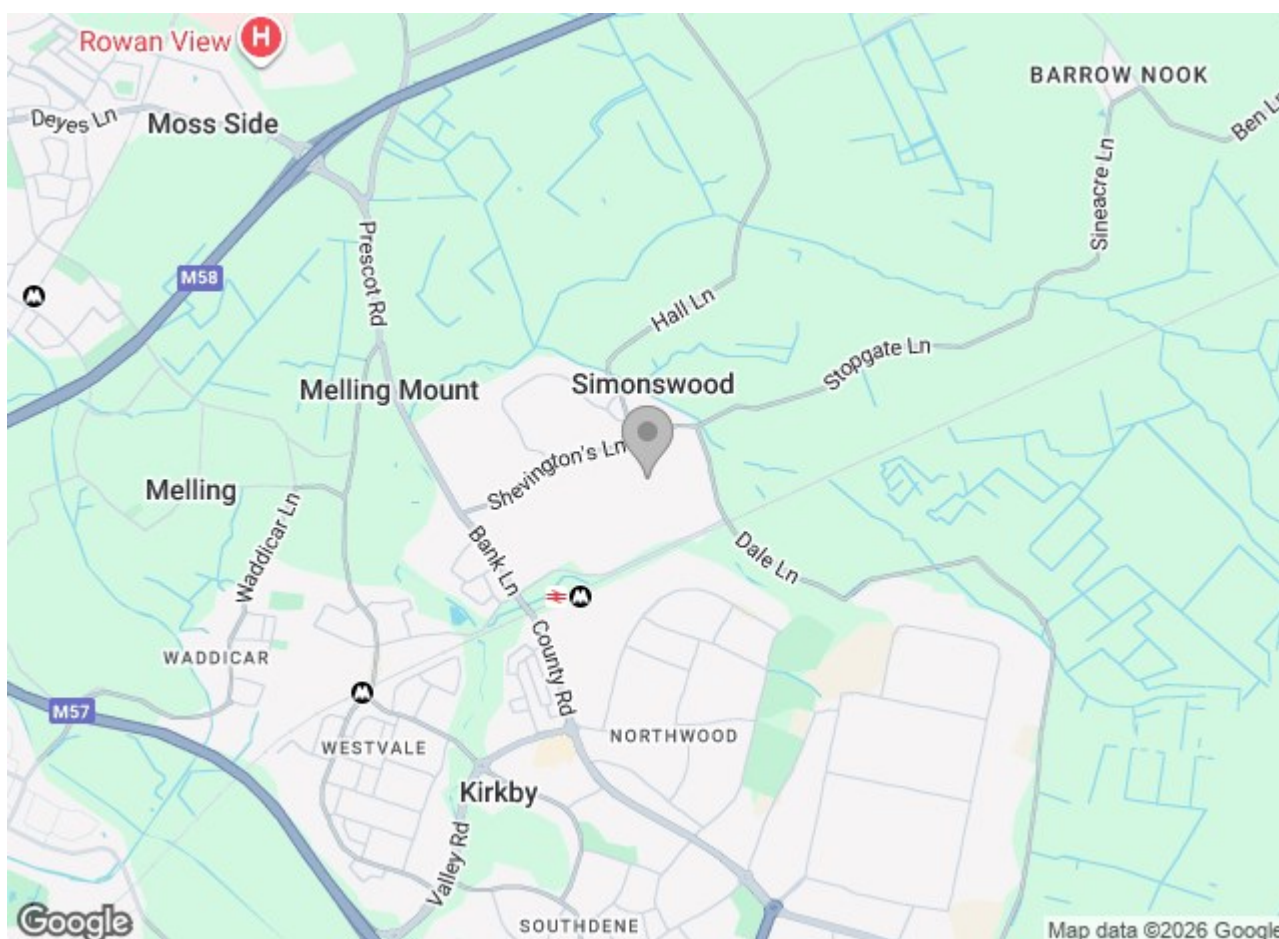 Rowan View
H
BARROW NOOK
Deyes Ln
Moss Side
Ben Ln
Sineacre Ln
Prescot Rd
M58
Hall Ln
Stopgate Ln
Melling Mount
Simonswood
Shevington's Ln
Melling
Waddicar Ln
Bank Ln
Dale Ln
County Rd
WADDICAR
M57
WESTVALE
NORTHWOOD
Kirkby
Valley Rd
SOUTHDENE
Google
Map data ©2026 Google